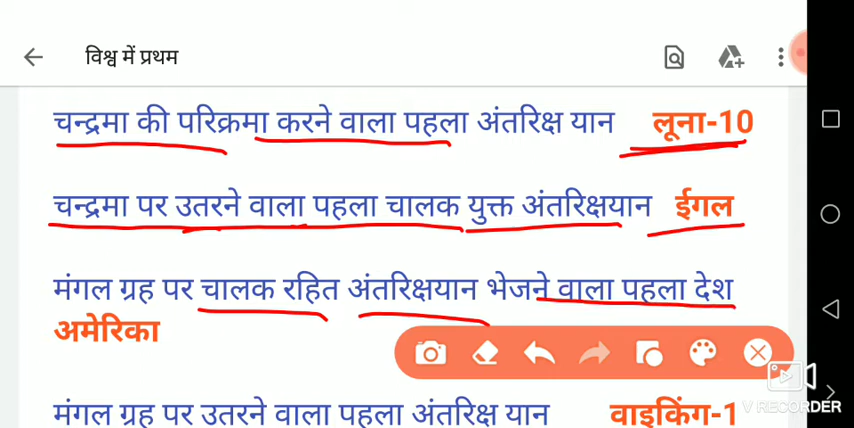 विश्व में प्रथम
चन्द्रमा की परिक्रमा करने वाला पहला अंतरिक्ष यान लूना-10
चन्द्रमा पर उतरने वाला पहला चालक युक्त अंतरिक्षयान ईगल
मंगल ग्रह पर चालक रहित अंतरिक्षयान भेजने वाला पहला देश
अमेरिका
मंगल ग्रह पर उतरने वाला पहला अंतरिक्ष यान वाइकिंग-1
V RECORDER